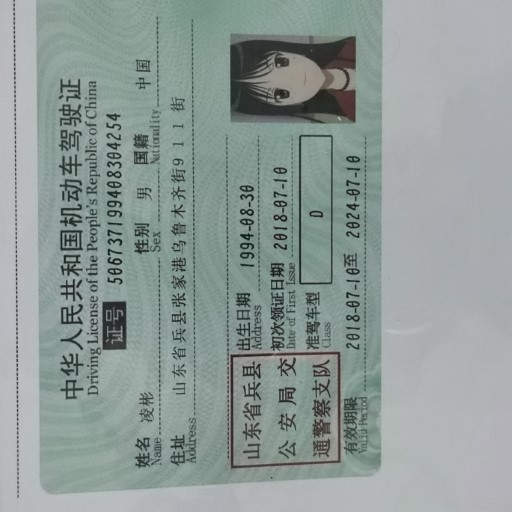 中华人民共和国机动车驾驶证
Driving License of the People's Republic of China
证号 506737199408304254
姓名 凌彬 性别 男 国籍 中国
Name Sex Nationality
住址 山东省兵县张家港乌鲁木齐街911街
Address
出生日期 1994-08-30
Address
初次领证日期 2018-07-10
Date of First Issue
准驾车型 D
Class
山东省兵县
公安局交
通警察支队
有效期限 2018-07-10至 2024-07-10
Valid Period